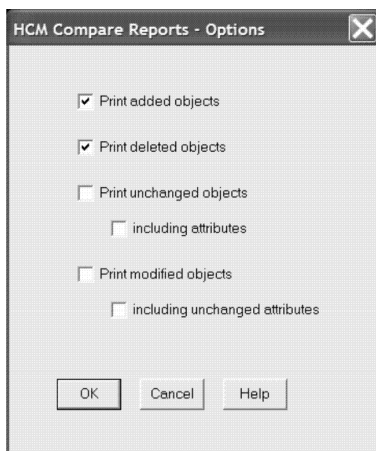 HCM Compare Reports - Options
Print added objects
Print deleted objects
Print unchanged objects
including attributes
Print modified objects
including unchanged attributes
OK Cancel Help